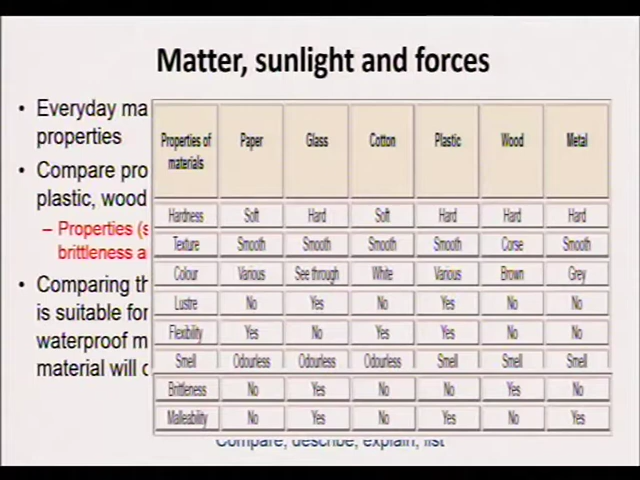 Matter, sunlight and forces
• Everyday ma
properties
• Compare pro
plastic, wood
– Properties (s
brittleness a
• Comparing th
is suitable for
waterproof m
material will c
Properties of materials Paper Glass Cotton Plastic Wood Metal
Hardness Soft Hard Soft Hard Hard Hard
Texture Smooth Smooth Smooth Smooth Corse Smooth
Colour Various See through White Various Brown Grey
Lustre No Yes No Yes No No
Flexibility Yes No Yes Yes No No
Smell Odourless Odourless Odourless Smell Smell Smell
Brittleness No Yes No No Yes No
Malleability No Yes No Yes No Yes
Compare, describe, explain, list